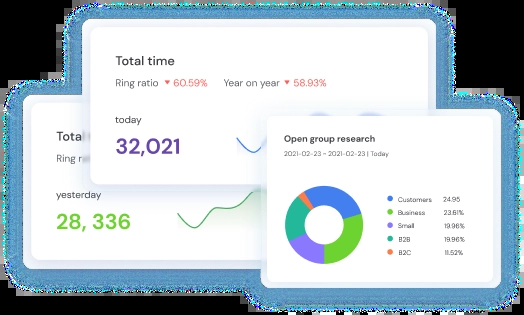 Total time
Ring ratio ▼ 60.59% Year on year ▼ 58.93%
today
32,021
Total
Ring ra
yesterday
28, 336
Open group research
2021-02-23 ~ 2021-02-23 | Today
Customers 24.95
Business 23.61%
Small 19.96%
B2B 19.96%
B2C 11.52%